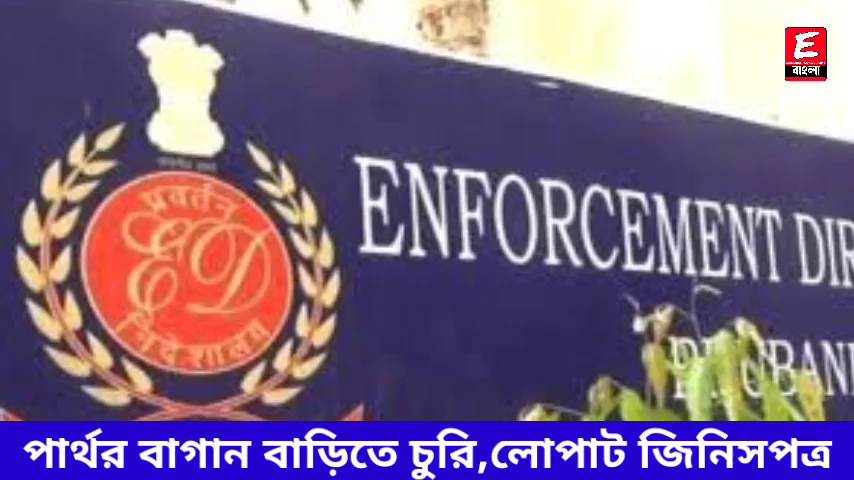 E
বাংলা
प्रवर्तन
ED
निदेशालय
ENFORCEMENT DIR
পার্থর বাগান বাড়িতে চুরি,লোপাট জিনিসপত্র